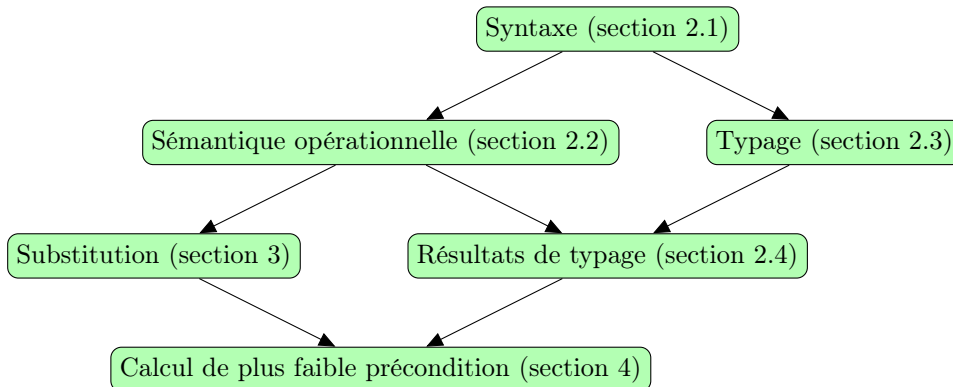 Syntaxe (section 2.1)
Sémantique opérationnelle (section 2.2)
Typage (section 2.3)
Substitution (section 3)
Résultats de typage (section 2.4)
Calcul de plus faible précondition (section 4)